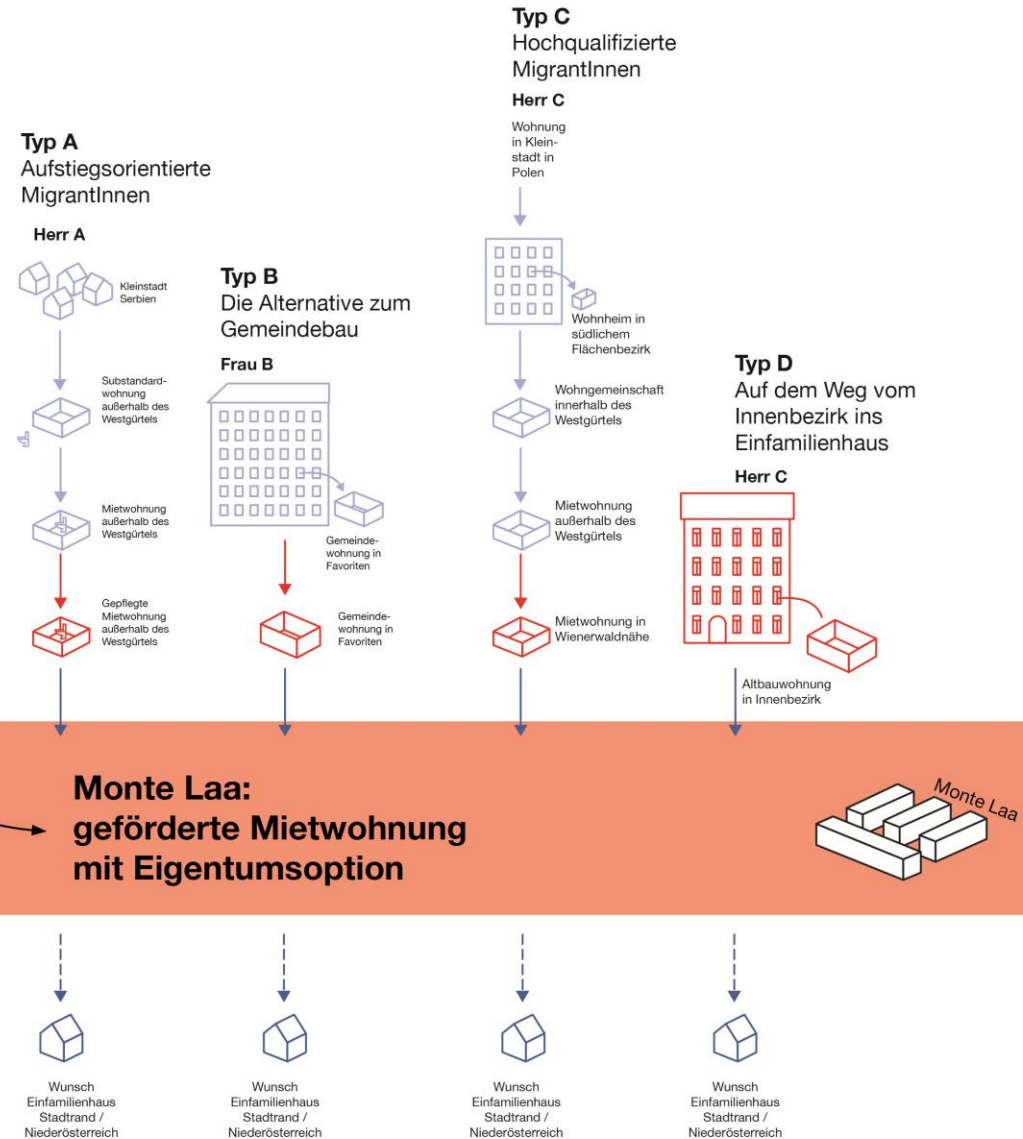 Typ C
Hochqualifizierte
MigrantInnen
Herr C
Wohnung
in Klein-
stadt in
Polen
Wohnheim in
südlichem
Flächenbezirk
Wohngemeinschaft
innerhalb des
Westgürtels
Mietwohnung
außerhalb des
Westgürtels
Mietwohnung in
Wienerwaldnähe
Typ A
Aufstiegsorientierte
MigrantInnen
Herr A
Kleinstadt
Serbien
Substandard-
wohnung
außerhalb des
Westgürtels
Mietwohnung
außerhalb des
Westgürtels
Gepflegte
Mietwohnung
außerhalb des
Westgürtels
Typ B
Die Alternative zum
Gemeindebau
Frau B
Gemeinde-
wohnung in
Favoriten
Gemeinde-
wohnung in
Favoriten
Typ D
Auf dem Weg vom
Innenbezirk ins
Einfamilienhaus
Herr C
Altbauwohnung
in Innenbezirk
Monte Laa:
geförderte Mietwohnung
mit Eigentumsoption
Monte Laa
Wunsch
Einfamilienhaus
Stadtrand /
Niederösterreich
Wunsch
Einfamilienhaus
Stadtrand /
Niederösterreich
Wunsch
Einfamilienhaus
Stadtrand /
Niederösterreich
Wunsch
Einfamilienhaus
Stadtrand /
Niederösterreich